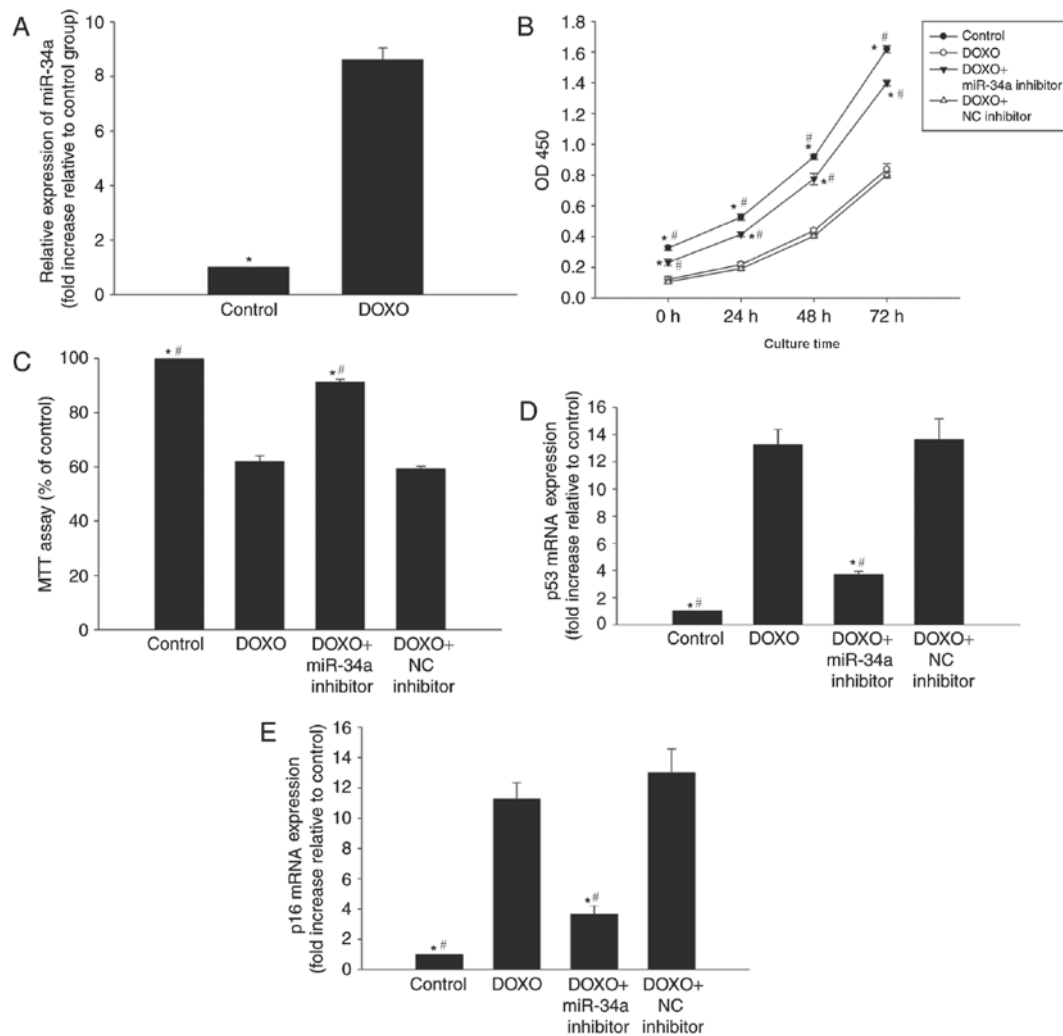 A
Relative expression of miR-34a
(fold increase relative to control group)
10
8
6
4
2
0
*
Control
DOXO
B
OD 450
1.8
1.6
1.4
1.2
1.0
0.8
0.6
0.4
0.2
0.0
* #
* #
* #
* #
#
*
* #
#
*
* #
0 h
24 h
48 h
72 h
Culture time
Control
DOXO
DOXO+
miR-34a inhibitor
DOXO+
NC inhibitor
C
MTT assay (% of control)
100
80
60
40
20
0
* #
* #
Control
DOXO
DOXO+
miR-34a
inhibitor
DOXO+
NC
inhibitor
D
p53 mRNA expression
(fold increase relative to control)
16
14
12
10
8
6
4
2
0
* #
* #
Control
DOXO
DOXO+
miR-34a
inhibitor
DOXO+
NC
inhibitor
E
p16 mRNA expression
(fold increase relative to control)
16
14
12
10
8
6
4
2
0
* #
* #
Control
DOXO
DOXO+
miR-34a
inhibitor
DOXO+
NC
inhibitor